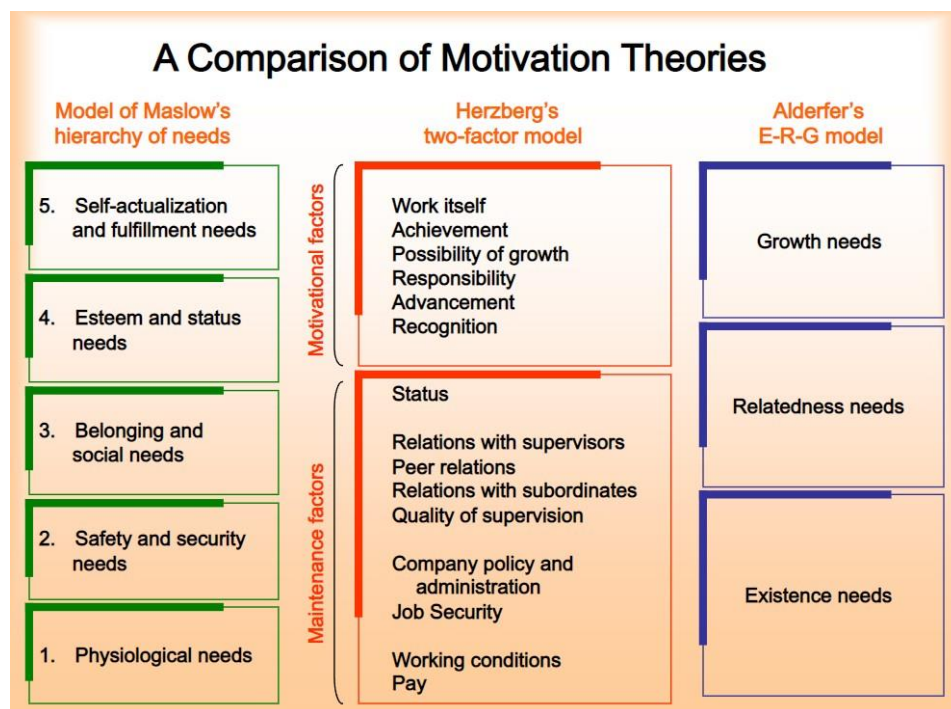 A Comparison of Motivation Theories
Model of Maslow's
hierarchy of needs
5. Self-actualization
and fulfillment needs
4. Esteem and status
needs
3. Belonging and
social needs
2. Safety and security
needs
1. Physiological needs
Herzberg's
two-factor model
Motivational factors
Work itself
Achievement
Possibility of growth
Responsibility
Advancement
Recognition
Maintenance factors
Status
Relations with supervisors
Peer relations
Relations with subordinates
Quality of supervision
Company policy and
administration
Job Security
Working conditions
Pay
Alderfer's
E-R-G model
Growth needs
Relatedness needs
Existence needs